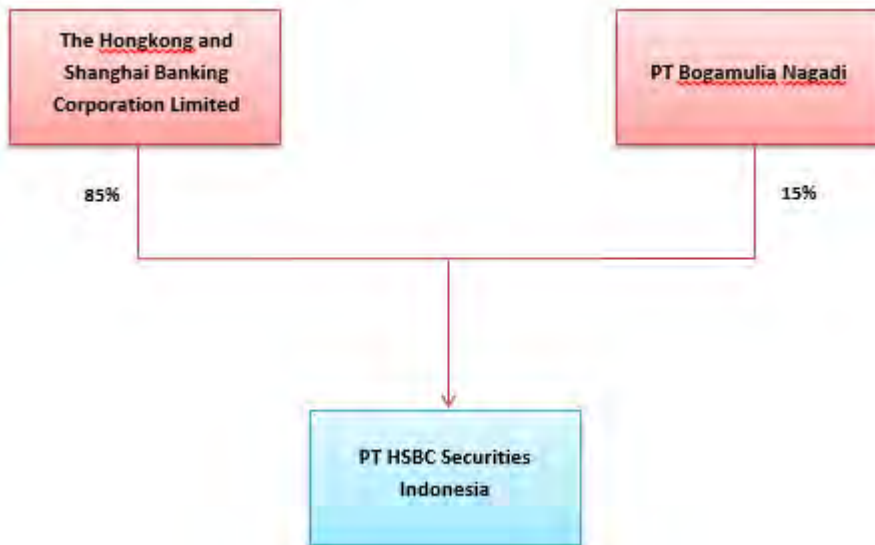 The Hongkong and
Shanghai Banking
Corporation Limited
PT Bogamulia Nagadi
85%
15%
PT HSBC Securities
Indonesia